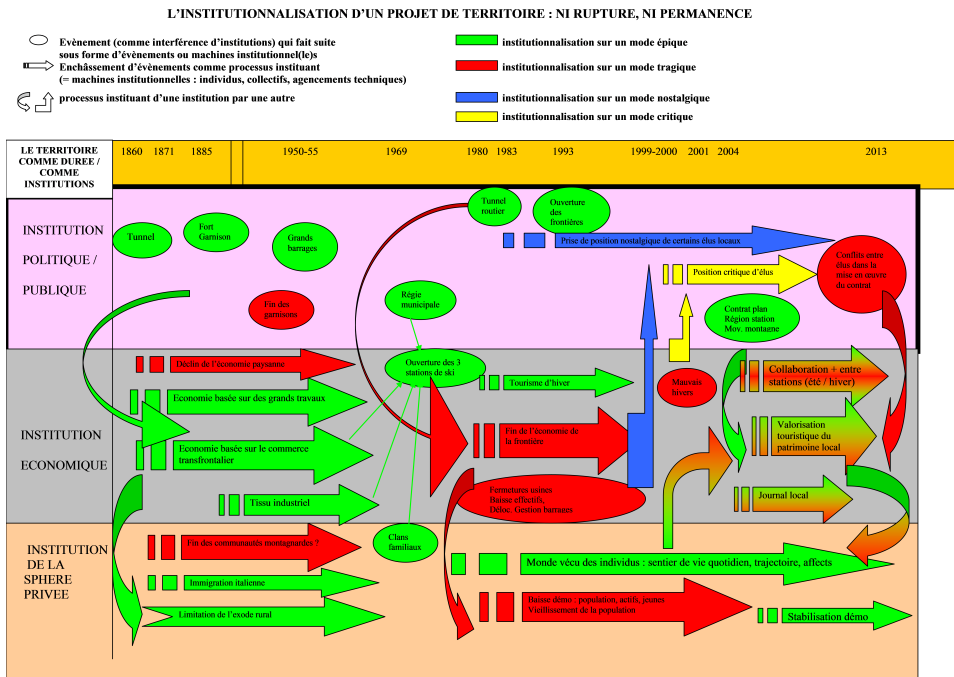 L'INSTITUTIONNALISATION D'UN PROJET DE TERRITOIRE : NI RUPTURE, NI PERMANENCE
Evènement (comme interférence d'institutions) qui fait suite
sous forme d'évènements ou machines institutionnel(le)s
Enchâssement d'évènements comme processus instituant
(= machines institutionnelles : individus, collectifs, agencements techniques)
processus instituant d'une institution par une autre
institutionnalisation sur un mode épique
institutionnalisation sur un mode tragique
institutionnalisation sur un mode nostalgique
institutionnalisation sur un mode critique
LE TERRITOIRE
COMME DUREE /
COMME
INSTITUTIONS
1860 1871 1885 1950-55 1969 1980 1983 1993 1999-2000 2001 2004 2013
INSTITUTION
POLITIQUE /
PUBLIQUE
Tunnel
Fort
Garnison
Grands
barrages
Fin des
garnisons
Régie
municipale
Tunnel
routier
Ouverture
des
frontières
Prise de position nostalgique de certains élus locaux
Position critique d'élus
Conflits entre
élus dans la
mise en œuvre
du contrat
Contrat plan
Région station
Mov. montagne
INSTITUTION
ECONOMIQUE
Déclin de l'économie paysanne
Economie basée sur des grands travaux
Economie basée sur le commerce
transfrontalier
Tissu industriel
Ouverture des 3
stations de ski
Tourisme d'hiver
Fin de l'économie de
la frontière
Fermetures usines
Baisse effectifs.
Déloc. Gestion barrages
Mauvais
hivers
Collaboration + entre
stations (été / hiver)
Valorisation
touristique du
patrimoine local
Journal local
INSTITUTION
DE LA
SPHERE
PRIVEE
Fin des communautés montagnardes ?
Immigration italienne
Limitation de l'exode rural
Clans
familiaux
Monde vécu des individus : sentier de vie quotidien, trajectoire, affects
Baisse démo : population, actifs, jeunes
Vieillissement de la population
Stabilisation démo